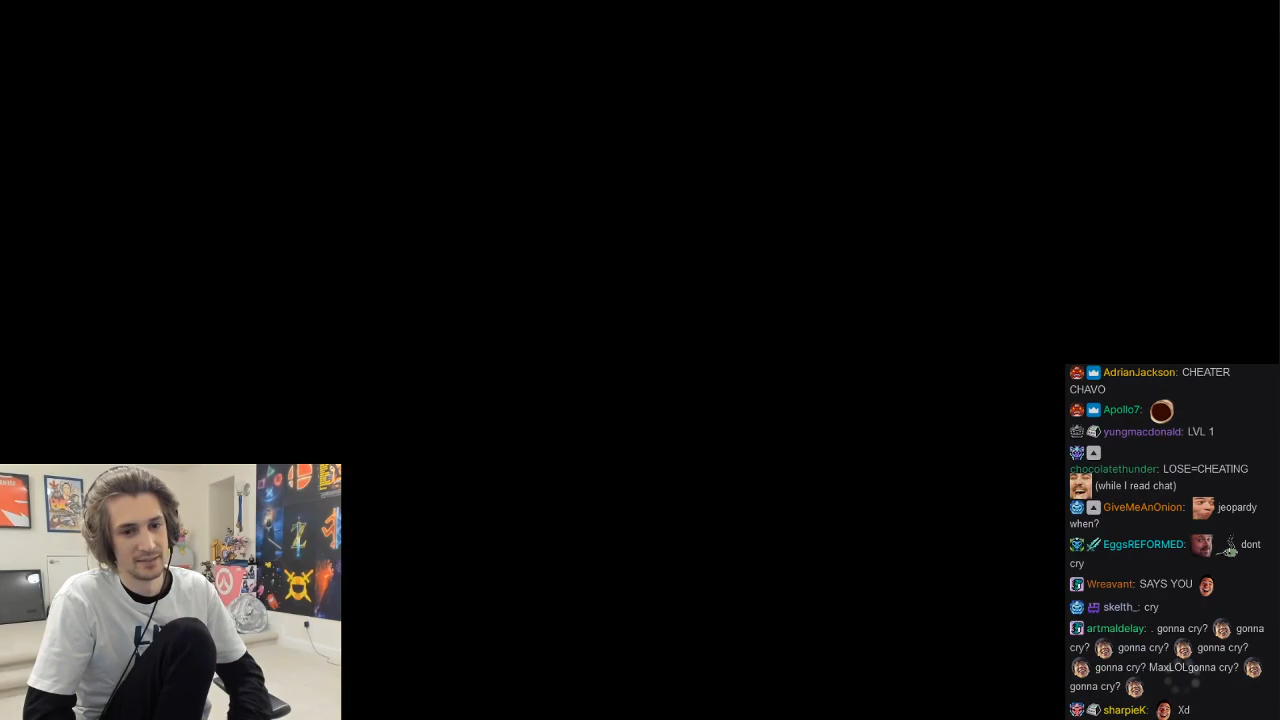 AdrianJackson: CHEATER
CHAVO
Apollo7:
yungmacdonald: LVL 1
chocolatethunder: LOSE=CHEATING
(while I read chat)
GiveMeAnOnion: jeopardy
when?
EggsREFORMED: dont
cry
Wreavant: SAYS YOU
skelth_: cry
artmaldelay: . gonna cry? gonna
cry? gonna cry? gonna cry?
gonna cry? MaxLOLgonna cry?
gonna cry?
sharpieK: Xd